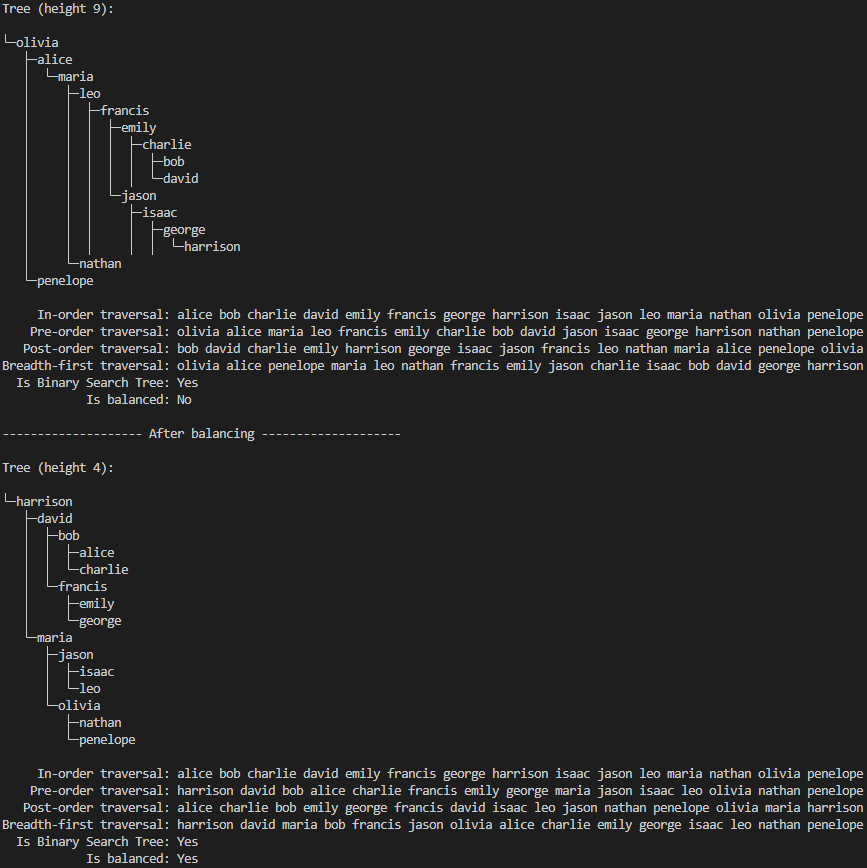 Tree (height 9):
└─olivia
├─alice
│ └─maria
│ ├─leo
│ │ ├─francis
│ │ │ ├─emily
│ │ │ │ ├─charlie
│ │ │ │ │ ├─bob
│ │ │ │ │ └─david
│ │ │ └─jason
│ │ │ ├─isaac
│ │ │ │ ├─george
│ │ │ │ │ └─harrison
│ └─nathan
└─penelope
In-order traversal: alice bob charlie david emily francis george harrison isaac jason leo maria nathan olivia penelope
Pre-order traversal: olivia alice maria leo francis emily charlie bob david jason isaac george harrison nathan penelope
Post-order traversal: bob david charlie emily harrison george isaac jason francis leo nathan maria alice penelope olivia
Breadth-first traversal: olivia alice penelope maria leo nathan francis emily jason charlie isaac bob david george harrison
Is Binary Search Tree: Yes
Is balanced: No
-------------------- After balancing --------------------
Tree (height 4):
└─harrison
├─david
│ ├─bob
│ │ ├─alice
│ │ └─charlie
│ └─francis
│ ├─emily
│ └─george
└─maria
├─jason
│ ├─isaac
│ └─leo
└─olivia
├─nathan
└─penelope
In-order traversal: alice bob charlie david emily francis george harrison isaac jason leo maria nathan olivia penelope
Pre-order traversal: harrison david bob alice charlie francis emily george maria jason isaac leo olivia nathan penelope
Post-order traversal: alice charlie bob emily george francis david isaac leo jason nathan penelope olivia maria harrison
Breadth-first traversal: harrison david maria bob francis jason olivia alice charlie emily george isaac leo nathan penelope
Is Binary Search Tree: Yes
Is balanced: Yes